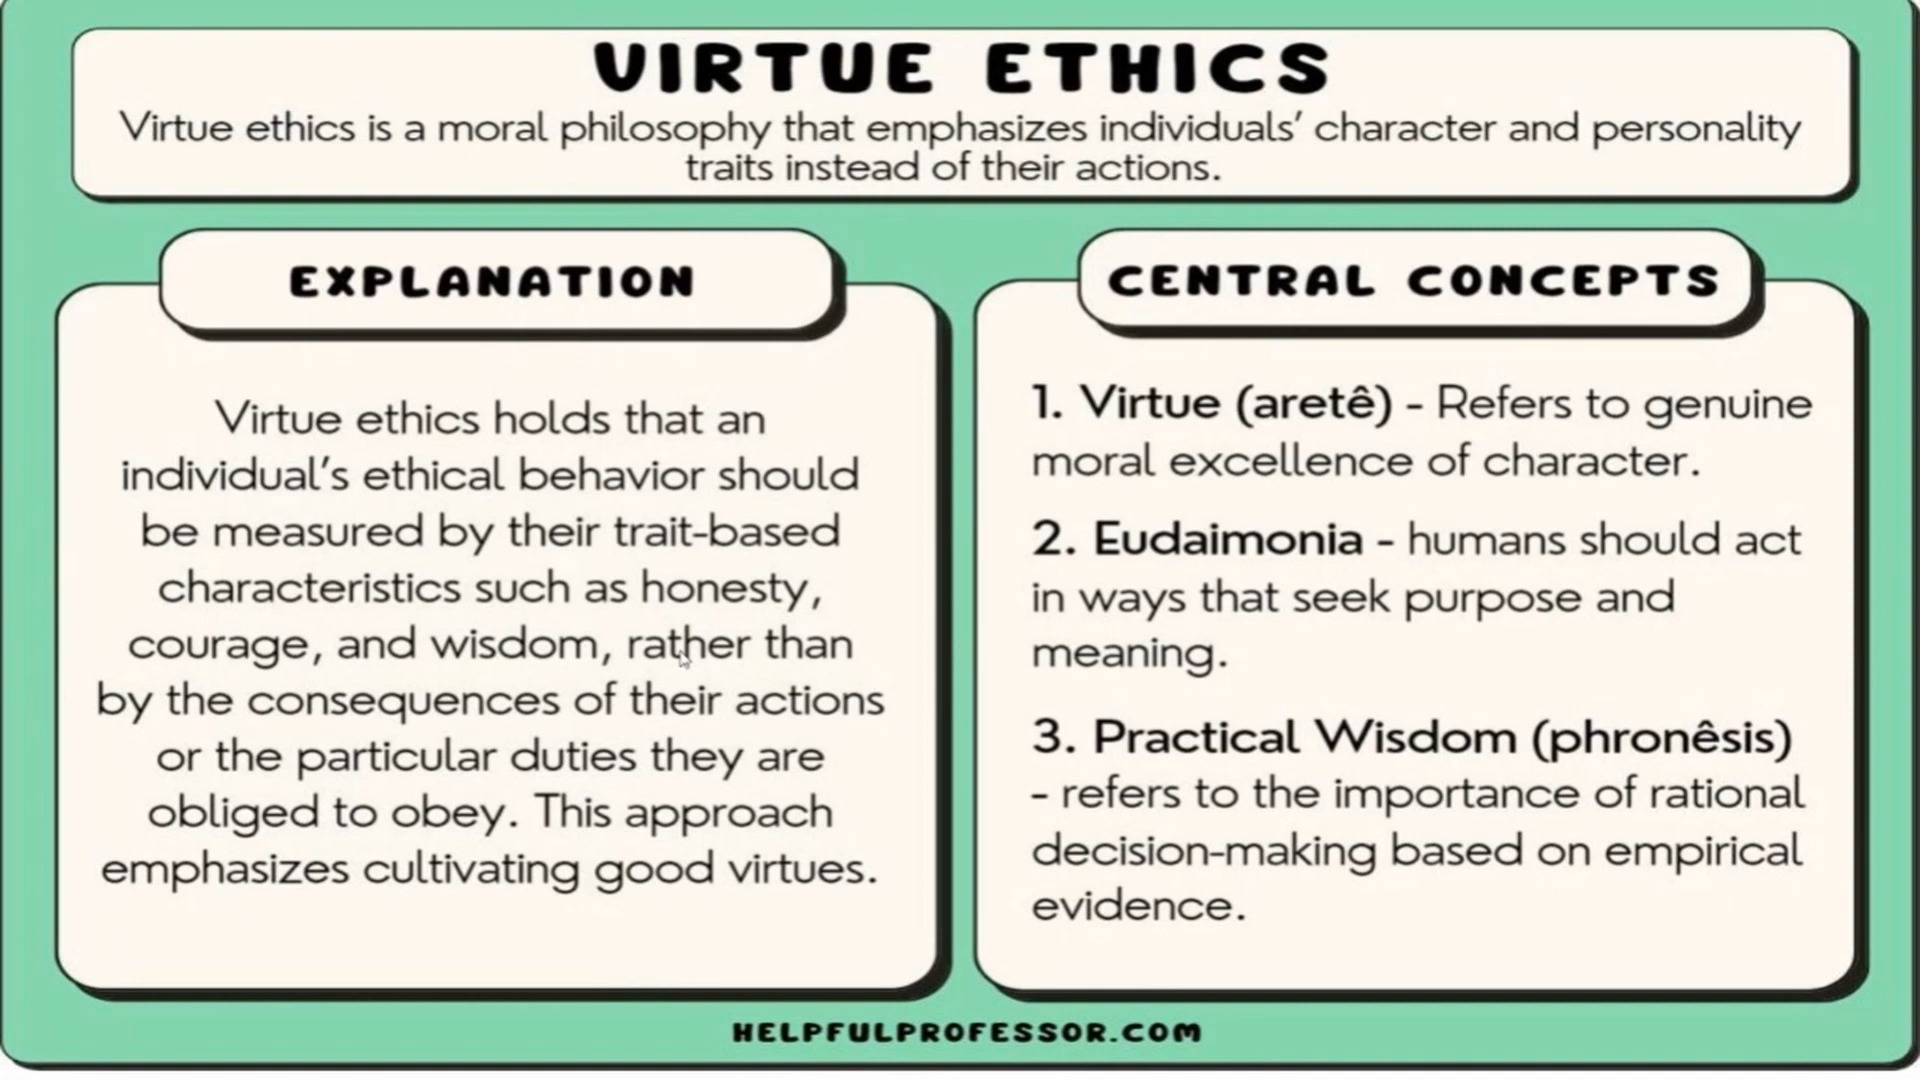 VIRTUE ETHICS
Virtue ethics is a moral philosophy that emphasizes individuals' character and personality
traits instead of their actions.
EXPLANATION
Virtue ethics holds that an
individual's ethical behavior should
be measured by their trait-based
characteristics such as honesty,
courage, and wisdom, rather than
by the consequences of their actions
or the particular duties they are
obliged to obey. This approach
emphasizes cultivating good virtues.
CENTRAL CONCEPTS
1. Virtue (aretê) - Refers to genuine
moral excellence of character.
2. Eudaimonia - humans should act
in ways that seek purpose and
meaning.
3. Practical Wisdom (phronêsis)
- refers to the importance of rational
decision-making based on empirical
evidence.
HELPFULPROFESSOR.COM